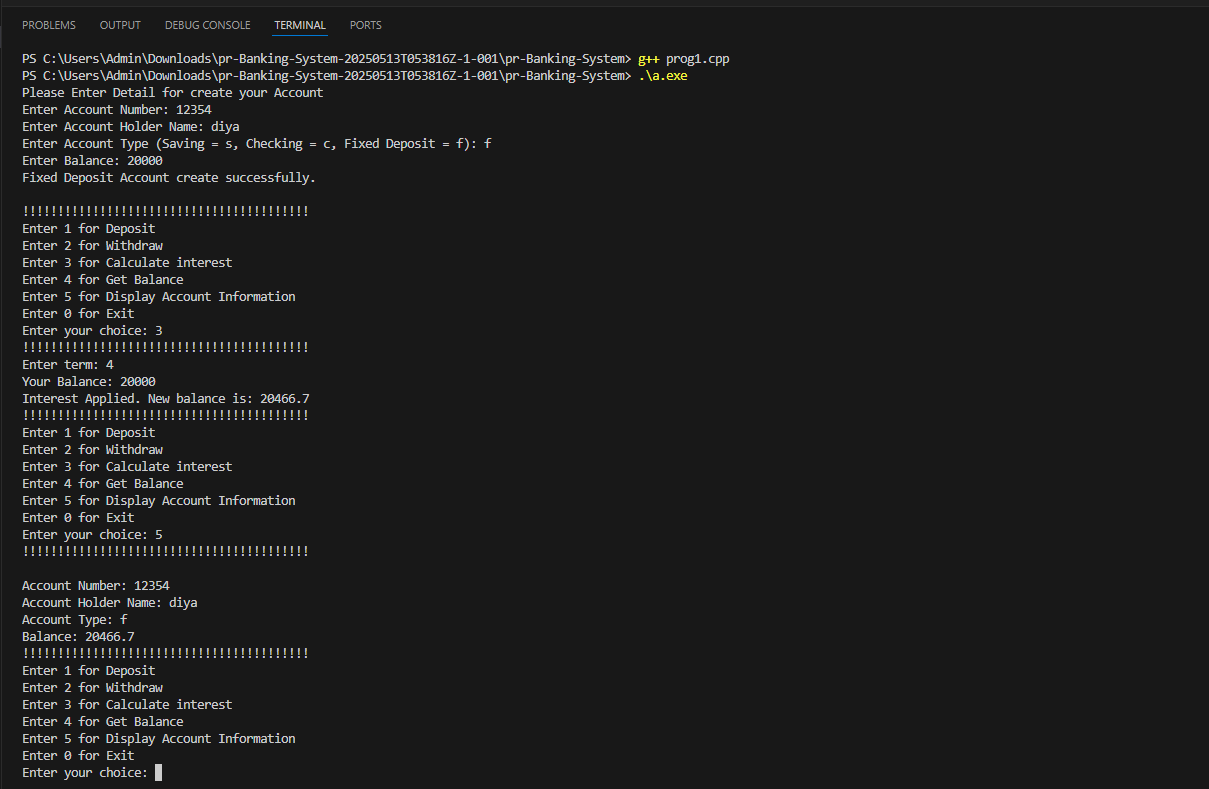 PROBLEMS OUTPUT DEBUG CONSOLE TERMINAL PORTS
PS C:\Users\Admin\Downloads\pr-Banking-System-20250513T053816Z-1-001\pr-Banking-System> g++ prog1.cpp
PS C:\Users\Admin\Downloads\pr-Banking-System-20250513T053816Z-1-001\pr-Banking-System> .\a.exe
Please Enter Detail for create your Account
Enter Account Number: 12354
Enter Account Holder Name: diya
Enter Account Type (Saving = s, Checking = c, Fixed Deposit = f): f
Enter Balance: 20000
Fixed Deposit Account create successfully.
!!!!!!!!!!!!!!!!!!!!!!!!!!!!!!!!!!!!!!!!!
Enter 1 for Deposit
Enter 2 for Withdraw
Enter 3 for Calculate interest
Enter 4 for Get Balance
Enter 5 for Display Account Information
Enter 0 for Exit
Enter your choice: 3
!!!!!!!!!!!!!!!!!!!!!!!!!!!!!!!!!!!!!!!!!
Enter term: 4
Your Balance: 20000
Interest Applied. New balance is: 20466.7
!!!!!!!!!!!!!!!!!!!!!!!!!!!!!!!!!!!!!!!!!
Enter 1 for Deposit
Enter 2 for Withdraw
Enter 3 for Calculate interest
Enter 4 for Get Balance
Enter 5 for Display Account Information
Enter 0 for Exit
Enter your choice: 5
!!!!!!!!!!!!!!!!!!!!!!!!!!!!!!!!!!!!!!!!!
Account Number: 12354
Account Holder Name: diya
Account Type: f
Balance: 20466.7
!!!!!!!!!!!!!!!!!!!!!!!!!!!!!!!!!!!!!!!!!
Enter 1 for Deposit
Enter 2 for Withdraw
Enter 3 for Calculate interest
Enter 4 for Get Balance
Enter 5 for Display Account Information
Enter 0 for Exit
Enter your choice: